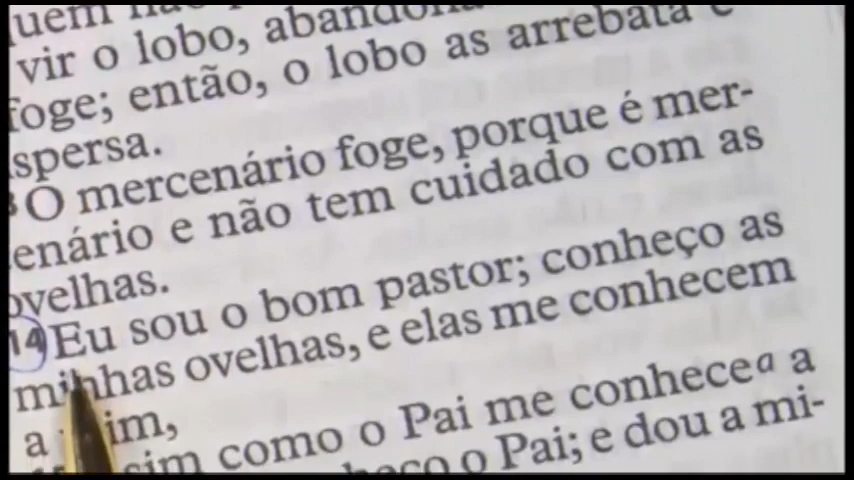 vir o lobo, abandona
foge; então, o lobo as arrebata e
spersa.
O mercenário foge, porque é mer-
enário e não tem cuidado com as
ovelhas.
14 Eu sou o bom pastor; conheço as
minhas ovelhas, e elas me conhecem
a mim,
sim como o Pai me conhece a a
o Pai; e dou a mi-